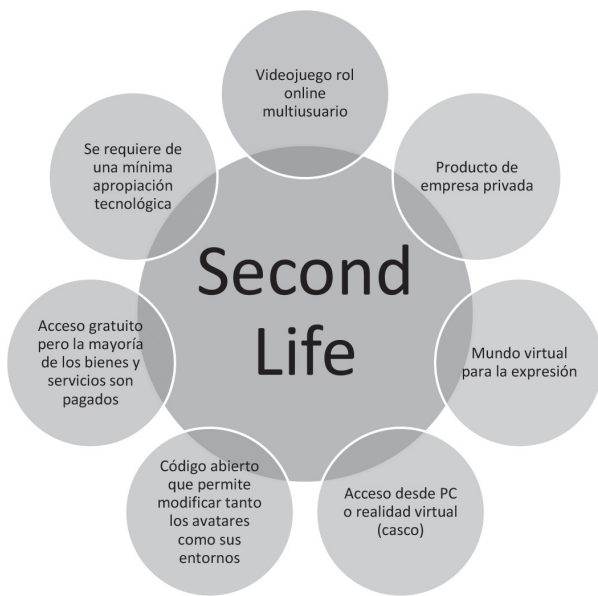 Second
Life
Videojuego rol
online
multiusuario
Producto de
empresa privada
Mundo virtual
para la expresión
Acceso desde PC
o realidad virtual
(casco)
Código abierto
que permite
modificar tanto
los avatares
como sus
entornos
Acceso gratuito
pero la mayoría
de los bienes y
servicios son
pagados
Se requiere de
una mínima
apropiación
tecnológica